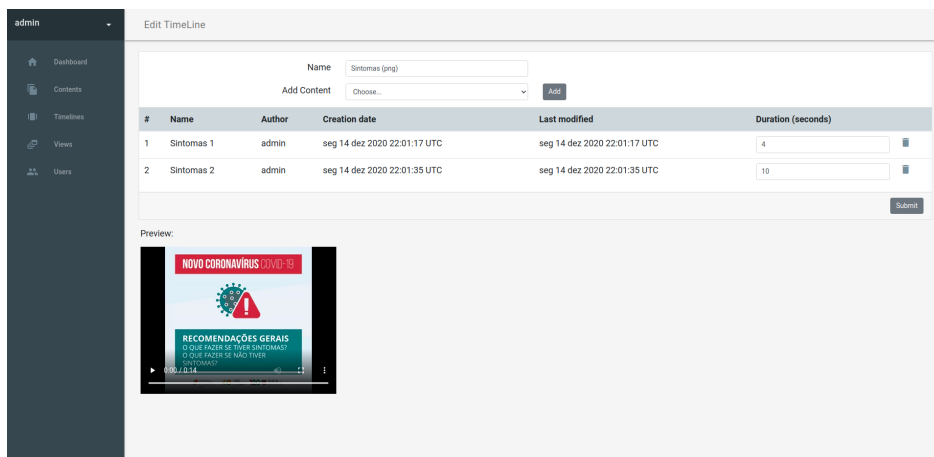 admin
Edit TimeLine
Dashboard
Contents
Timelines
Views
Users
Name Sintomas (png)
Add Content Choose... Add
# Name Author Creation date Last modified Duration (seconds)
1 Sintomas 1 admin seg 14 dez 2020 22:01:17 UTC seg 14 dez 2020 22:01:17 UTC 4
2 Sintomas 2 admin seg 14 dez 2020 22:01:35 UTC seg 14 dez 2020 22:01:35 UTC 10
Submit
Preview:
NOVO CORONAVÍRUS COVID-19
RECOMENDAÇÕES GERAIS
O QUE FAZER SE TIVER SINTOMAS?
O QUE FAZER SE NÃO TIVER
SINTOMAS?
0:00 / 0:14